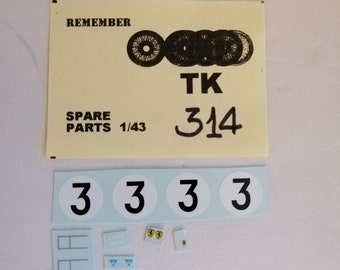 REMEMBER
TK
314
SPARE
PARTS 1/43
3 3 3 3